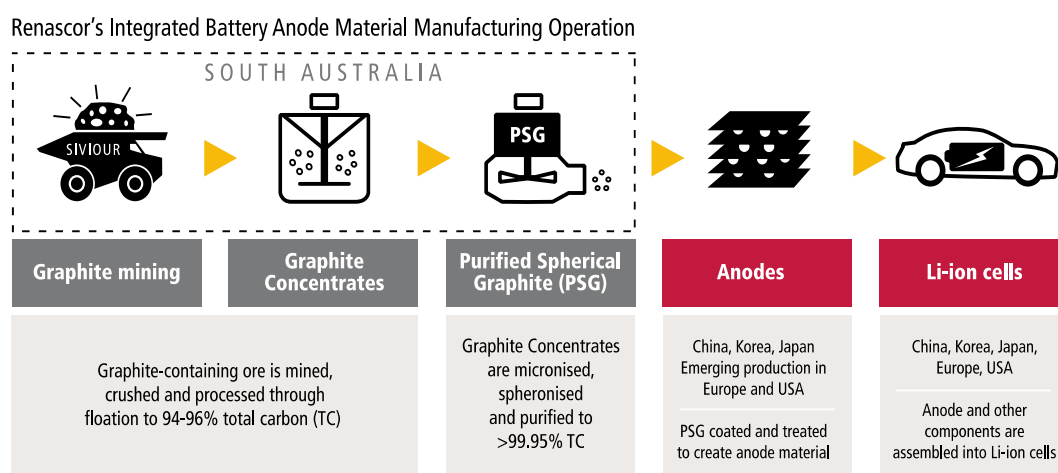 Renascor's Integrated Battery Anode Material Manufacturing Operation
SOUTH AUSTRALIA
SIVIOUR
PSG
Graphite mining
Graphite
Concentrates
Purified Spherical
Graphite (PSG)
Anodes
Li-ion cells
Graphite-containing ore is mined,
crushed and processed through
floation to 94-96% total carbon (TC)
Graphite Concentrates
are micronised,
spheronised
and purified to
>99.95% TC
China, Korea, Japan
Emerging production in
Europe and USA
PSG coated and treated
to create anode material
China, Korea, Japan,
Europe, USA
Anode and other
components are
assembled into Li-ion cells